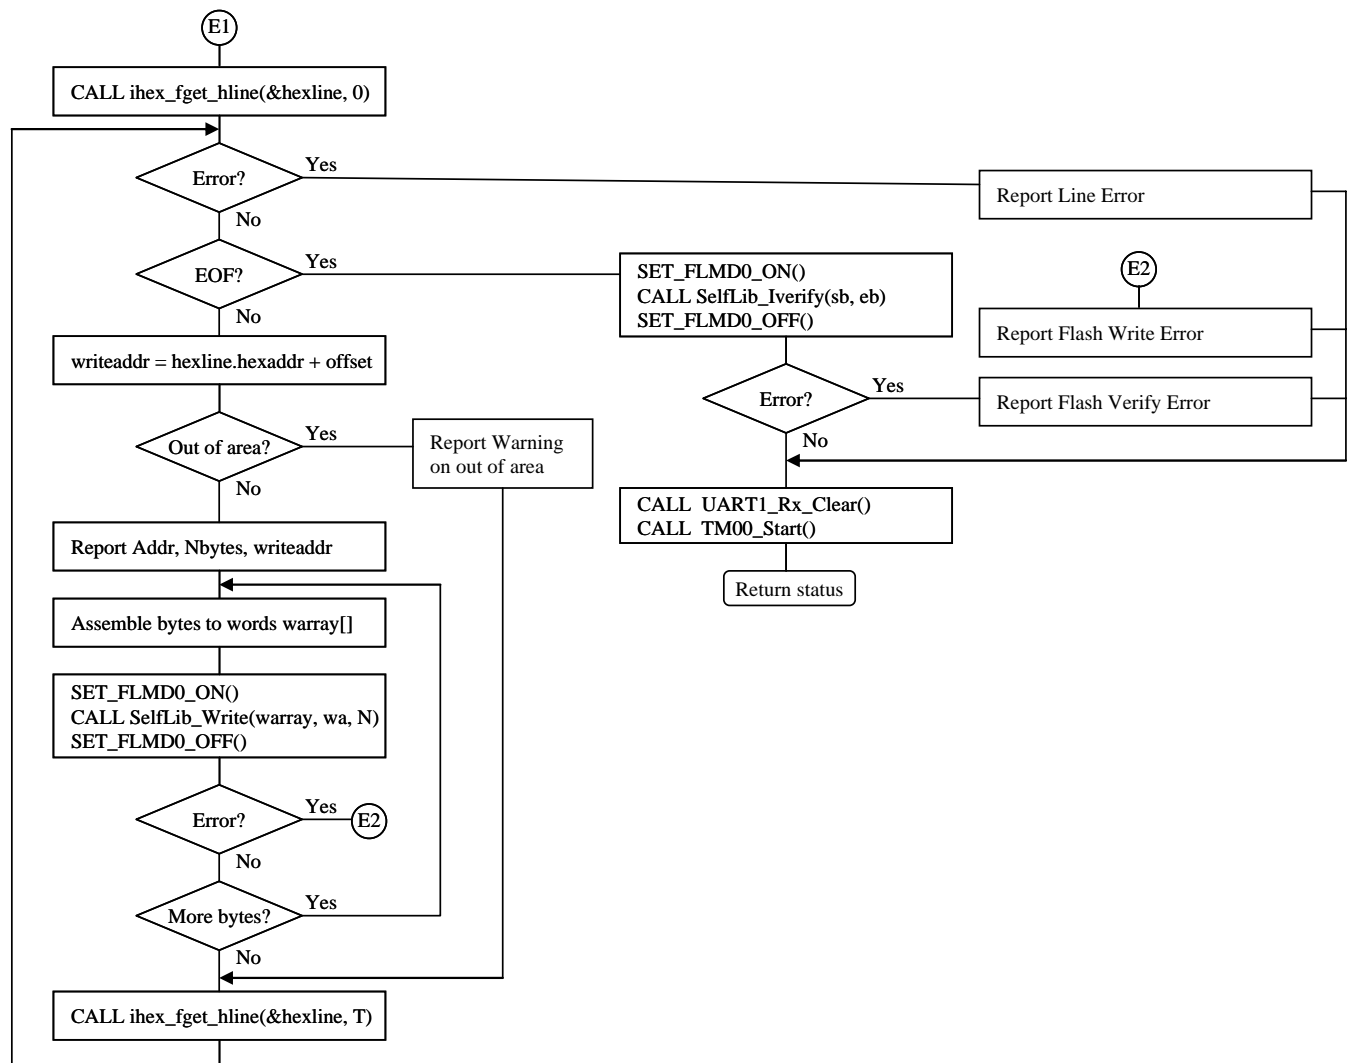 E1
CALL ihex_fget_hline(&hexline, 0)
Error?
Yes
No
Report Line Error
EOF?
Yes
No
SET_FLMD0_ON()
CALL SelfLib_Iverify(sb, eb)
SET_FLMD0_OFF()
E2
Report Flash Write Error
writeaddr = hexline.hexaddr + offset
Error?
Yes
No
Report Flash Verify Error
Out of area?
Yes
No
Report Warning
on out of area
CALL  UART1_Rx_Clear()
CALL  TM00_Start()
Return status
Report Addr, Nbytes, writeaddr
Assemble bytes to words warray[]
SET_FLMD0_ON()
CALL SelfLib_Write(warray, wa, N)
SET_FLMD0_OFF()
Error?
Yes
E2
No
More bytes?
Yes
No
CALL ihex_fget_hline(&hexline, T)